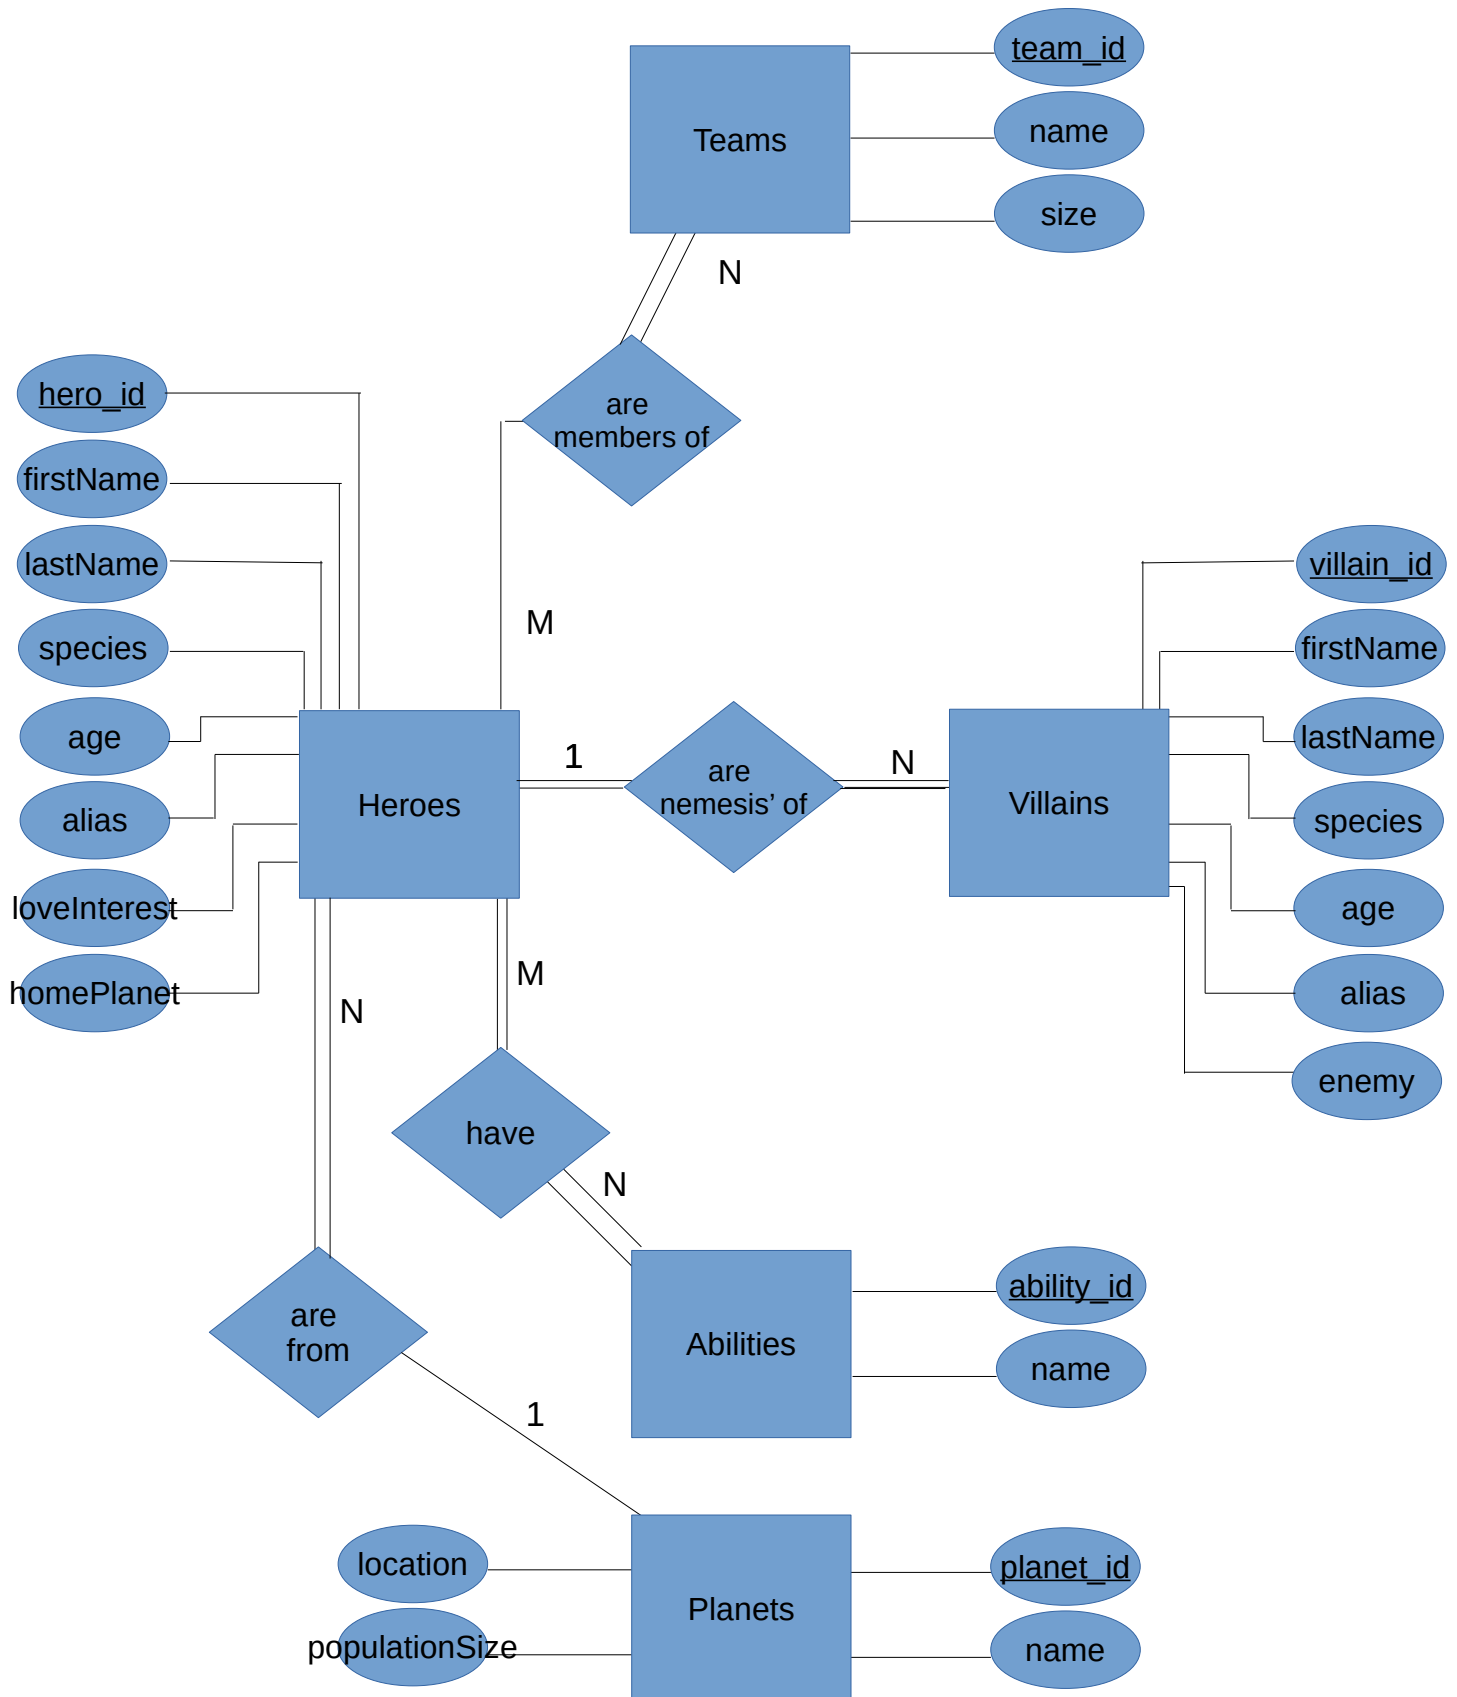 team_id
Teams
name
size
N
hero_id
are
members of
firstName
lastName
villain_id
M
species
firstName
age
1
are
nemesis’ of
N
lastName
Heroes
Villains
alias
species
loveInterest
age
M
homePlanet
N
alias
enemy
have
N
ability_id
are
from
Abilities
name
1
location
planet_id
Planets
populationSize
name